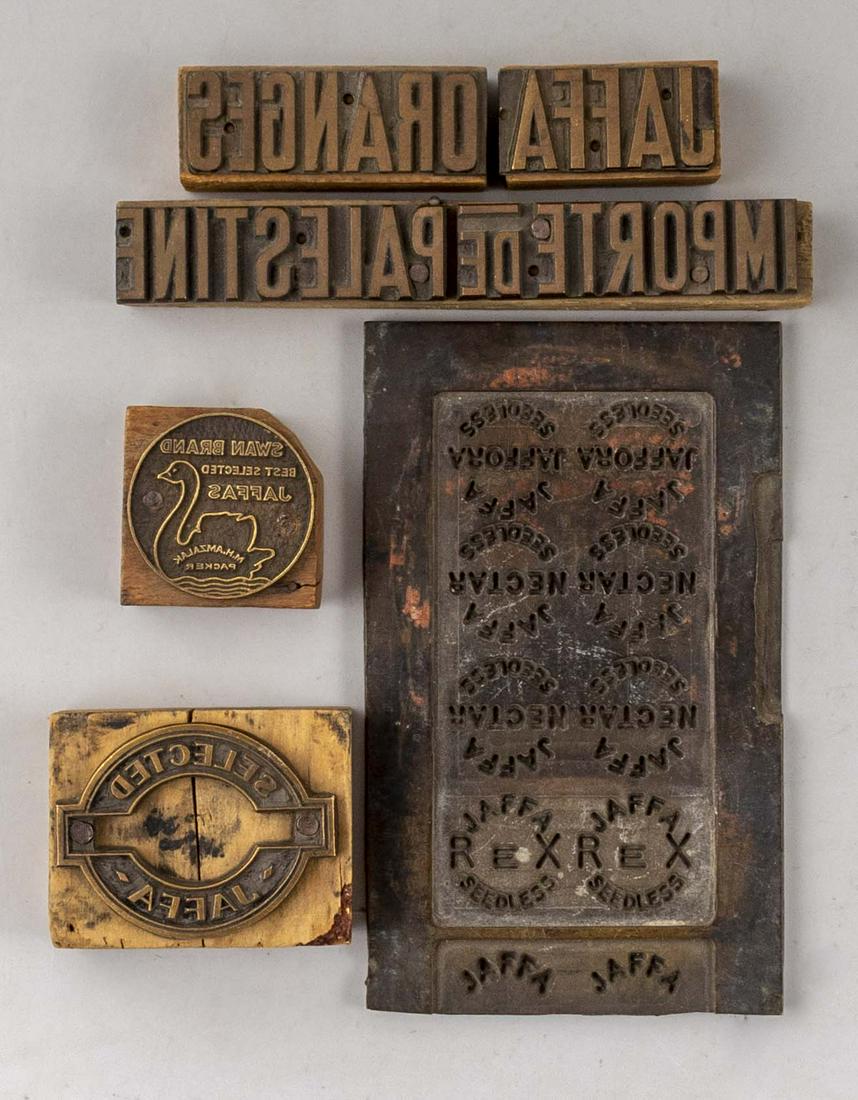 JAFFA ORANGES
IMPORTE DE PALESTINE
SWAN BRAND
BEST SELECTED
JAFFAS
M.H.AMZALAK
PACKER
SELECTED
JAFFA
SEEDLESS SEEDLESS
JAFFORA JAFFORA
JAFFA JAFFA
SEEDLESS SEEDLESS
NECTAR NECTAR
JAFFA JAFFA
SEEDLESS SEEDLESS
NECTAR NECTAR
JAFFA JAFFA
JAFFA JAFFA
REX REX
SEEDLESS SEEDLESS
JAFFA JAFFA